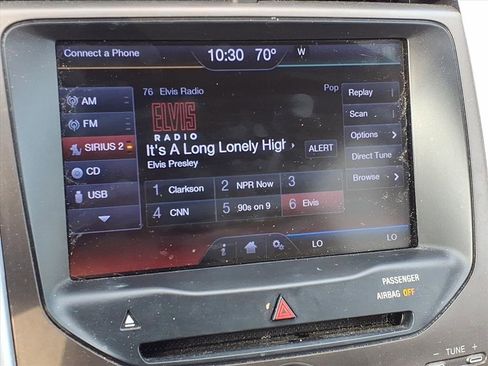 Connect a Phone 10:30 70° W
76 Elvis Radio Pop
AM
FM
SIRIUS 2
CD
USB
ELVIS
RADIO
It's A Long Lonely High
Elvis Presley
ALERT
Replay
Scan
Options
Direct Tune
Browse
1 Clarkson 2 NPR Now 3
4 CNN 5 90s on 9 6 Elvis
LO LO
PASSENGER
AIRBAG OFF
- TUNE +